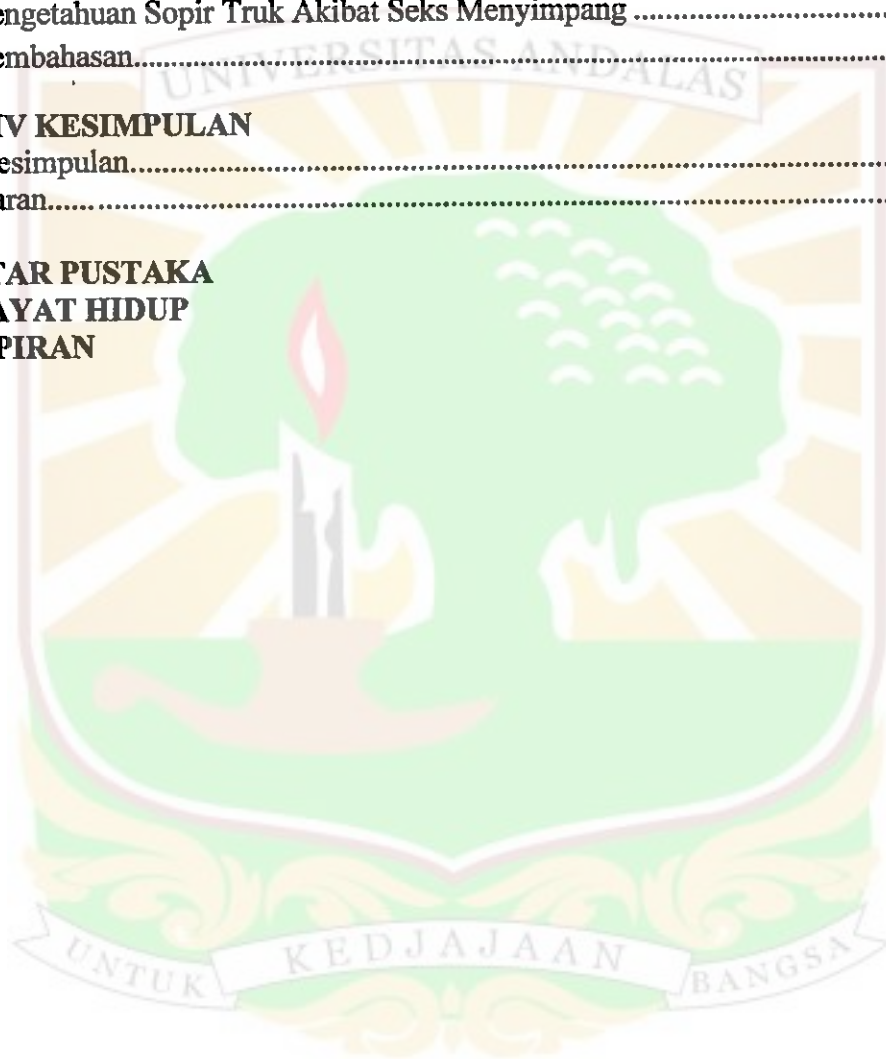 engetahuan Sopir Truk Akibat Seks Menyimpang ........................................
embahasan....................................................................................................
UNIVERSITAS ANDALAS
IV KESIMPULAN
esimpulan....................................................................................................
aran..............................................................................................................
TAR PUSTAKA
AYAT HIDUP
PIRAN
UNTUK KEDJAJAAN BANGSA